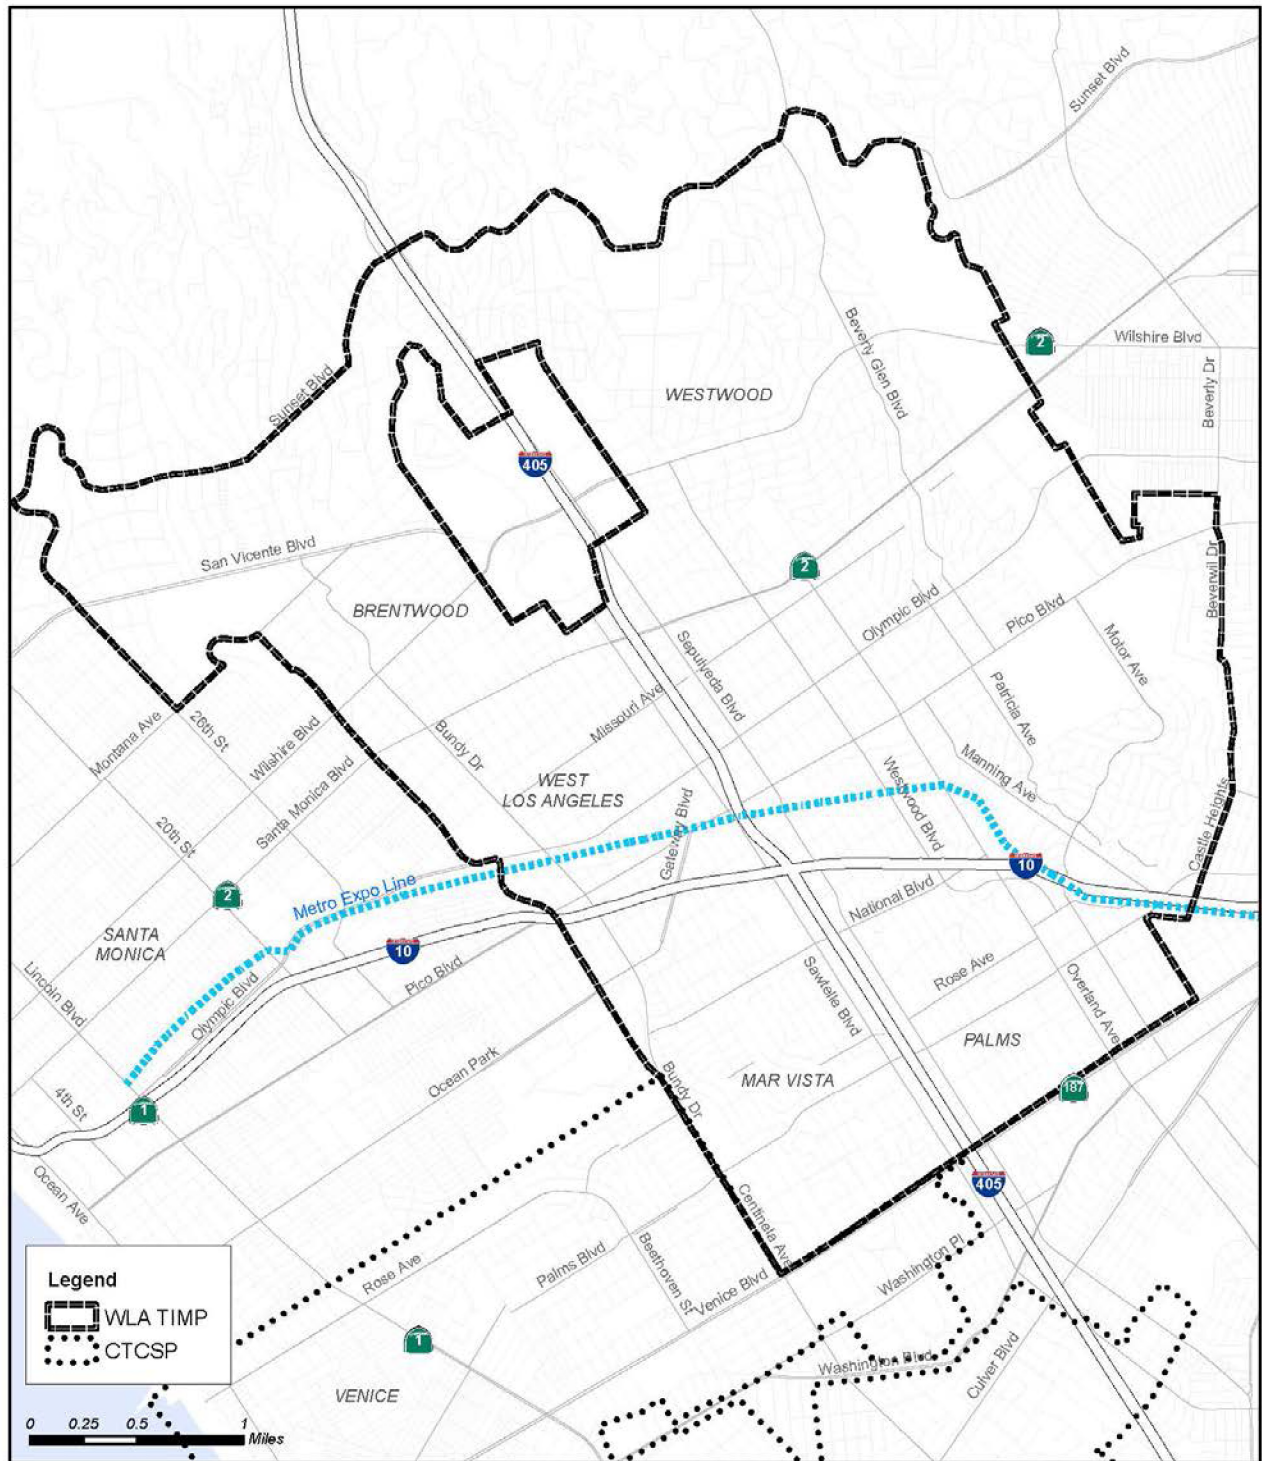 Sunset Blvd
2
Wilshire Blvd
Beverly Glen Blvd
Beverly Dr
Sunset Blvd
WESTWOOD
405
San Vicente Blvd
2
BRENTWOOD
Olympic Blvd
Pico Blvd
Beverwil Dr
Motor Ave
Sepulveda Blvd
Missouri Ave
Patricia Ave
Montana Ave
26th St
Wilshire Blvd
Bundy Dr
Santa Monica Blvd
WEST
LOS ANGELES
Manning Ave
Westwood Blvd
Gateway Blvd
20th St
Castle Heights
10
2
Metro Expo Line
National Blvd
SANTA
MONICA
10
Pico Blvd
Lincoln Blvd
Olympic Blvd
Sawtelle Blvd
Rose Ave
Overland Ave
PALMS
Ocean Park
MAR VISTA
187
4th St
1
Bundy Dr
Ocean Ave
405
Centinela Ave
Rose Ave
Palms Blvd
Beethoven St
Venice Blvd
Washington Pl
Legend
WLA TIMP
CTCSP
1
Washington Blvd
Culver Blvd
VENICE
0 0.25 0.5 1
Miles